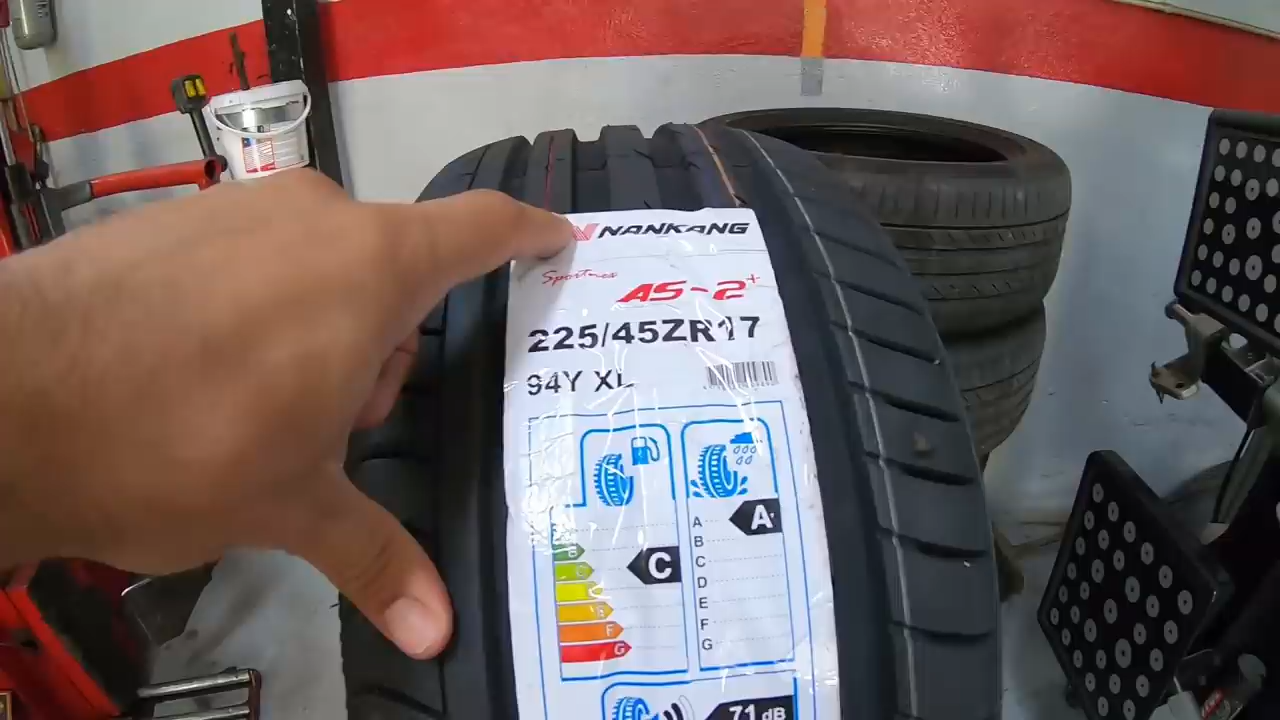 NANKANG
Sportnex
AS-2+
225/45ZR17
94Y XL
A
C
A
B
C
D
E
F
G
B
F
G
71 dB